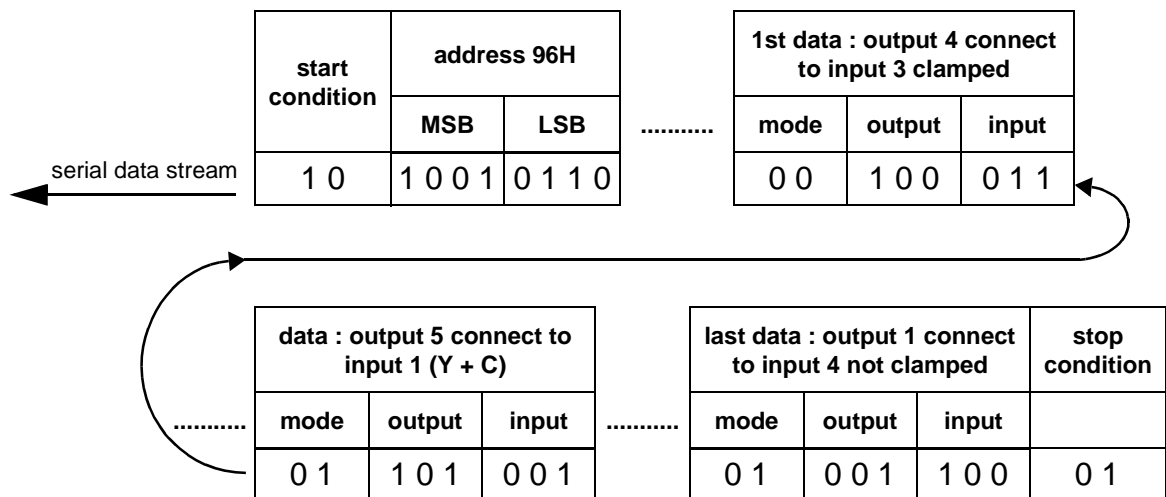 start condition
address 96H
MSB LSB
...........
1st data : output 4 connect
to input 3 clamped
mode output input
serial data stream
1 0 1 0 0 1 0 1 1 0 0 0 1 0 0 0 1 1
data : output 5 connect to
input 1 (Y + C)
last data : output 1 connect
to input 4 not clamped
stop
condition
........... mode output input ........... mode output input
0 1 1 0 1 0 0 1 0 1 0 0 1 1 0 0 0 1